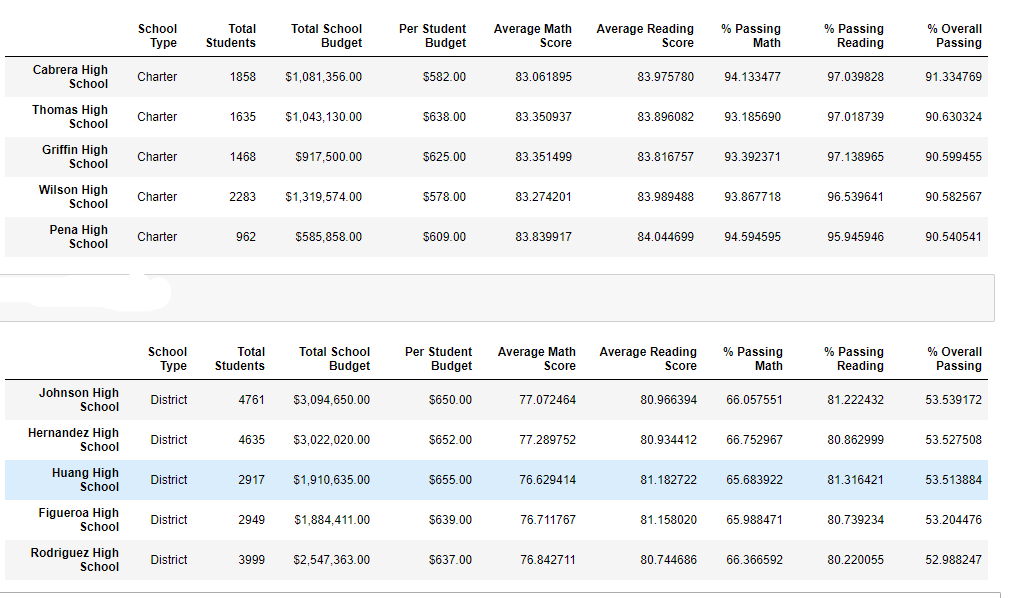 School Type Total Students Total School Budget Per Student Budget Average Math Score Average Reading Score % Passing Math % Passing Reading % Overall Passing
Cabrera High School Charter 1858 $1,081,356.00 $582.00 83.061895 83.975780 94.133477 97.039828 91.334769
Thomas High School Charter 1635 $1,043,130.00 $638.00 83.350937 83.896082 93.185690 97.018739 90.630324
Griffin High School Charter 1468 $917,500.00 $625.00 83.351499 83.816757 93.392371 97.138965 90.599455
Wilson High School Charter 2283 $1,319,574.00 $578.00 83.274201 83.989488 93.867718 96.539641 90.582567
Pena High School Charter 962 $585,858.00 $609.00 83.839917 84.044699 94.594595 95.945946 90.540541
School Type Total Students Total School Budget Per Student Budget Average Math Score Average Reading Score % Passing Math % Passing Reading % Overall Passing
Johnson High School District 4761 $3,094,650.00 $650.00 77.072464 80.966394 66.057551 81.222432 53.539172
Hernandez High School District 4635 $3,022,020.00 $652.00 77.289752 80.934412 66.752967 80.862999 53.527508
Huang High School District 2917 $1,910,635.00 $655.00 76.629414 81.182722 65.683922 81.316421 53.513884
Figueroa High School District 2949 $1,884,411.00 $639.00 76.711767 81.158020 65.988471 80.739234 53.204476
Rodriguez High School District 3999 $2,547,363.00 $637.00 76.842711 80.744686 66.366592 80.220055 52.988247